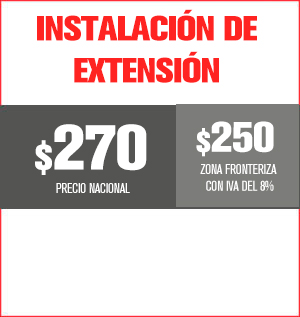 INSTALACIÓN DE
EXTENSIÓN
$270
PRECIO NACIONAL
$250
ZONA FRONTERIZA
CON IVA DEL 8%